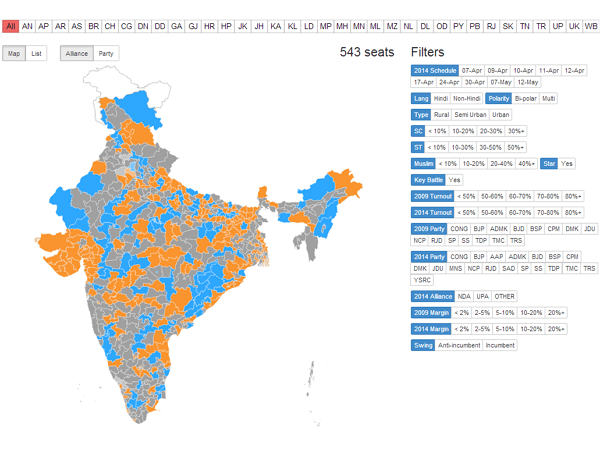 All AN AP AR AS BR CH CG DN DD GA GJ HR HP JK JH KA KL LD MP MH MN ML MZ NL DL OD PY PB RJ SK TN TR UP UK WB
Map List Alliance Party 543 seats
Filters
2014 Schedule 07-Apr 09-Apr 10-Apr 11-Apr 12-Apr
17-Apr 24-Apr 30-Apr 07-May 12-May
Lang Hindi Non-Hindi Polarity Bi-polar Multi
Type Rural Semi Urban Urban
SC < 10% 10-20% 20-30% 30%+
ST < 10% 10-30% 30-50% 50%+
Muslim < 10% 10-20% 20-40% 40%+ Star Yes
Key Battle Yes
2009 Turnout < 50% 50-60% 60-70% 70-80% 80%+
2014 Turnout < 50% 50-60% 60-70% 70-80% 80%+
2009 Party CONG BJP ADMK BJD BSP CPM DMK JDU
NCP RJD SP SS TDP TMC TRS
2014 Party CONG BJP AAP ADMK BJD BSP CPM
DMK JDU MNS NCP RJD SAD SP SS TDP TMC TRS
YSRC
2014 Alliance NDA UPA OTHER
2009 Margin < 2% 2-5% 5-10% 10-20% 20%+
2014 Margin < 2% 2-5% 5-10% 10-20% 20%+
Swing Anti-incumbent Incumbent